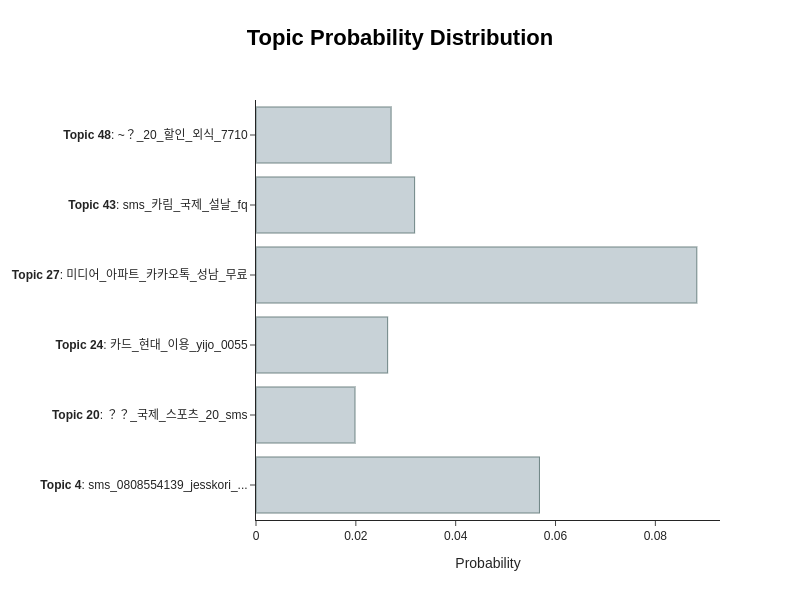 Topic Probability Distribution
Topic 48: ~？_20_할인_외식_7710
Topic 43: sms_카림_국제_설날_fq
Topic 27: 미디어_아파트_카카오톡_성남_무료
Topic 24: 카드_현대_이용_yijo_0055
Topic 20: ？？_국제_스포츠_20_sms
Topic 4: sms_0808554139_jesskori_...
0 0.02 0.04 0.06 0.08
Probability